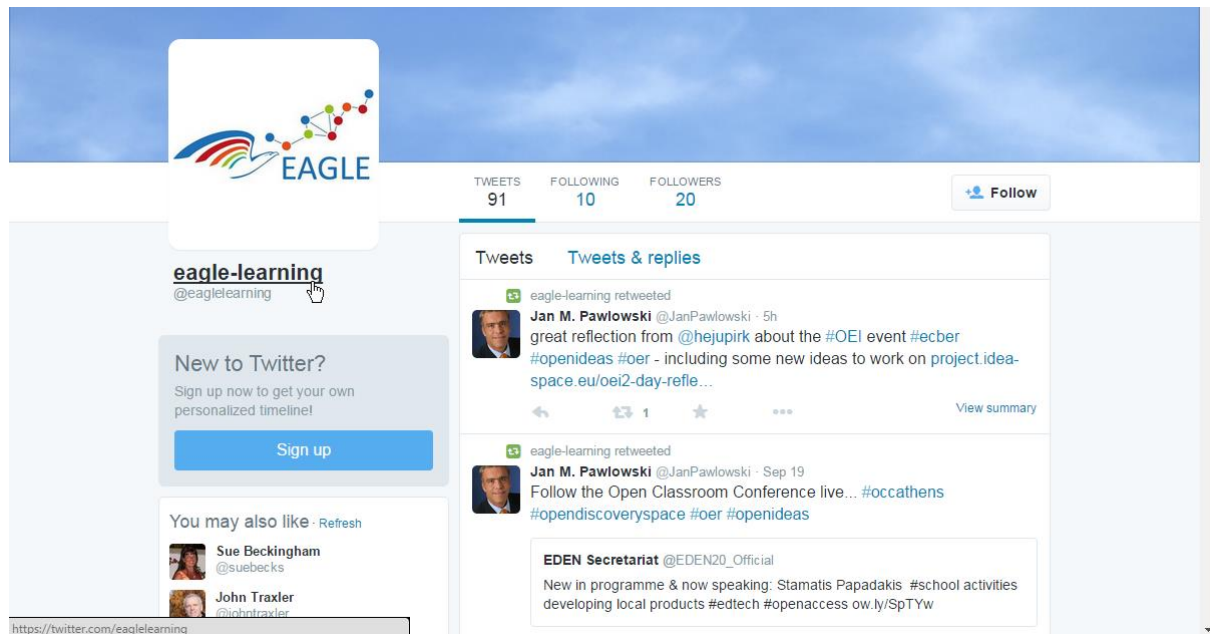 EAGLE
TWEETS
91
FOLLOWING
10
FOLLOWERS
20
Follow
eagle-learning
@eaglelearning
New to Twitter?
Sign up now to get your own
personalized timeline!
Sign up
You may also like · Refresh
Sue Beckingham
@suebecks
John Traxler
@johntraxler
https://twitter.com/eaglelearning
Tweets Tweets & replies
eagle-learning retweeted
Jan M. Pawlowski @JanPawlowski · 5h
great reflection from @hejupirk about the #OEI event #ecber
#openideas #oer - including some new ideas to work on project.idea-
space.eu/oei2-day-refle…
1
View summary
eagle-learning retweeted
Jan M. Pawlowski @JanPawlowski · Sep 19
Follow the Open Classroom Conference live... #occathens
#opendiscoveryspace #oer #openideas
EDEN Secretariat @EDEN20_Official
New in programme & now speaking: Stamatis Papadakis #school activities
developing local products #edtech #openaccess ow.ly/SpTYw